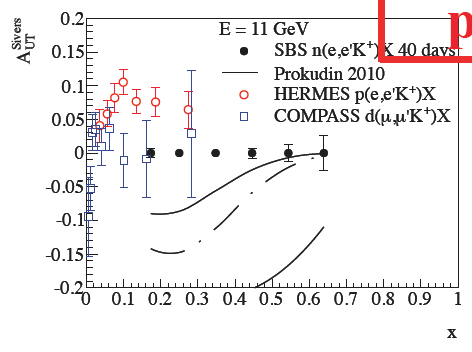 p
A_UT^Sivers
E = 11 GeV
SBS n(e,e'K⁺)X 40 days
Prokudin 2010
HERMES p(e,e'K⁺)X
COMPASS d(μ,μ'K⁺)X
0.2
0.15
0.1
0.05
0
-0.05
-0.1
-0.15
-0.2
0 0.1 0.2 0.3 0.4 0.5 0.6 0.7 0.8 0.9 1
x